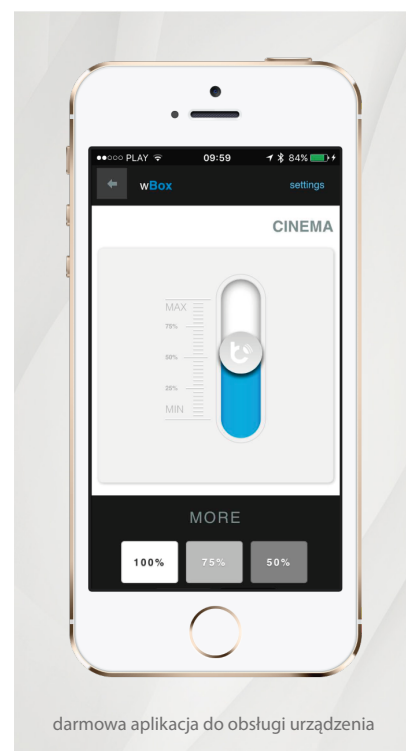 PLAY 09:59 84%
wBox settings
CINEMA
MAX
75%
50%
25%
MIN
MORE
100% 75% 50%
darmowa aplikacja do obsługi urządzenia